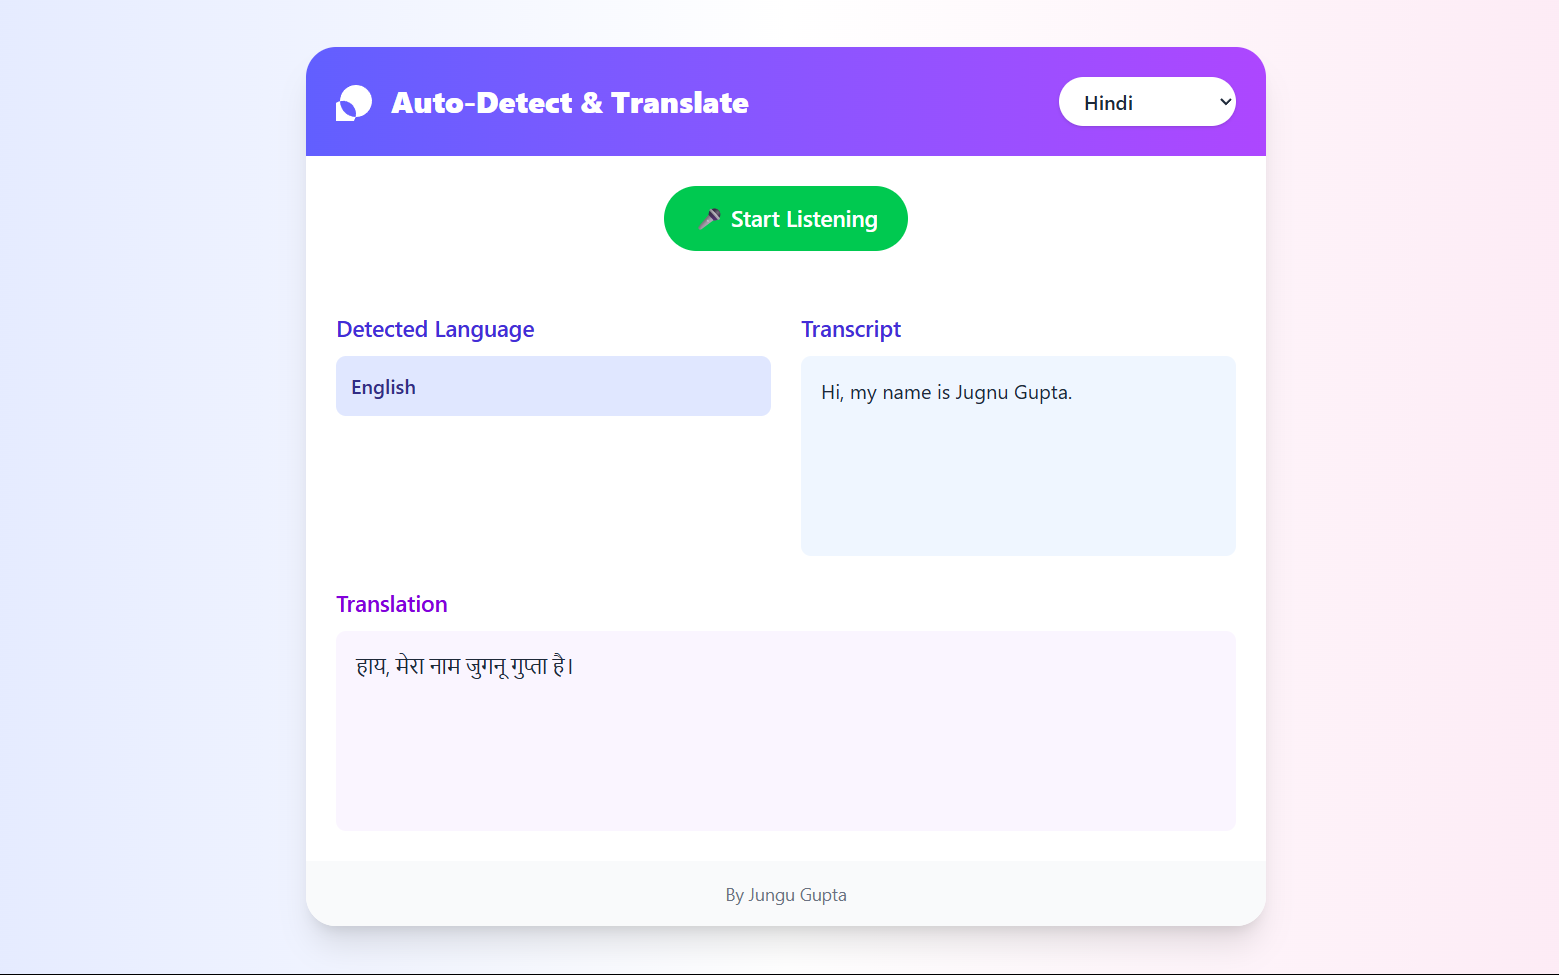 Auto-Detect & Translate
Hindi
Start Listening
Detected Language
English
Transcript
Hi, my name is Jugnu Gupta.
Translation
हाय, मेरा नाम जुगनू गुप्ता है।
By Jungu Gupta